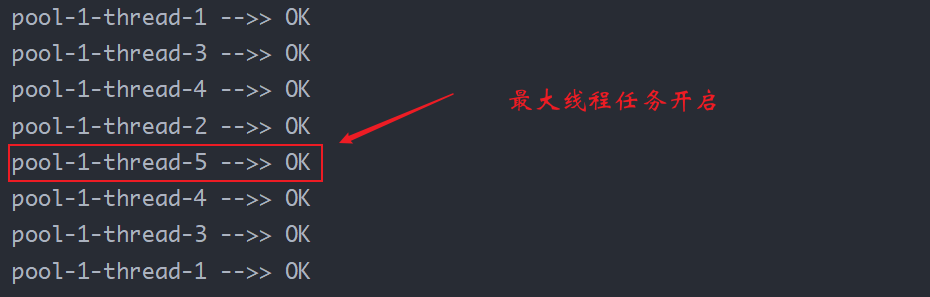 pool-1-thread-1 -->> OK
pool-1-thread-3 -->> OK
pool-1-thread-4 -->> OK
最大线程任务开启
pool-1-thread-2 -->> OK
pool-1-thread-5 -->> OK
pool-1-thread-4 -->> OK
pool-1-thread-3 -->> OK
pool-1-thread-1 -->> OK